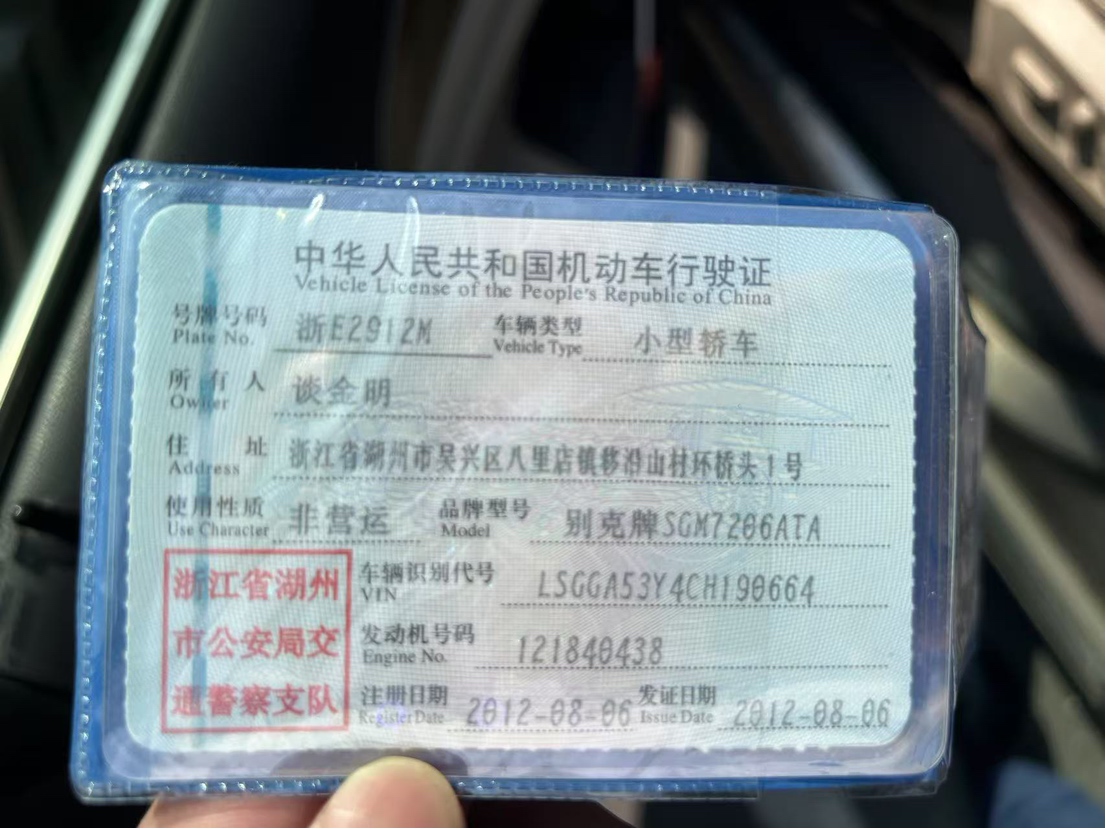 中华人民共和国机动车行驶证
Vehicle License of the People's Republic of China
号牌号码 浙E2912M 车辆类型 小型轿车
Plate No. Vehicle Type
所有人 谈金明
Owner
住址 浙江省湖州市吴兴区八里店镇移沿山村环桥头1号
Address
使用性质 非营运 品牌型号 别克牌SGM7206ATA
Use Character Model
浙江省湖州
市公安局交
通警察支队
车辆识别代号 LSGGA53Y4CH190664
VIN
发动机号码 121840438
Engine No.
注册日期 2012-08-06 发证日期 2012-08-06
Register Date Issue Date